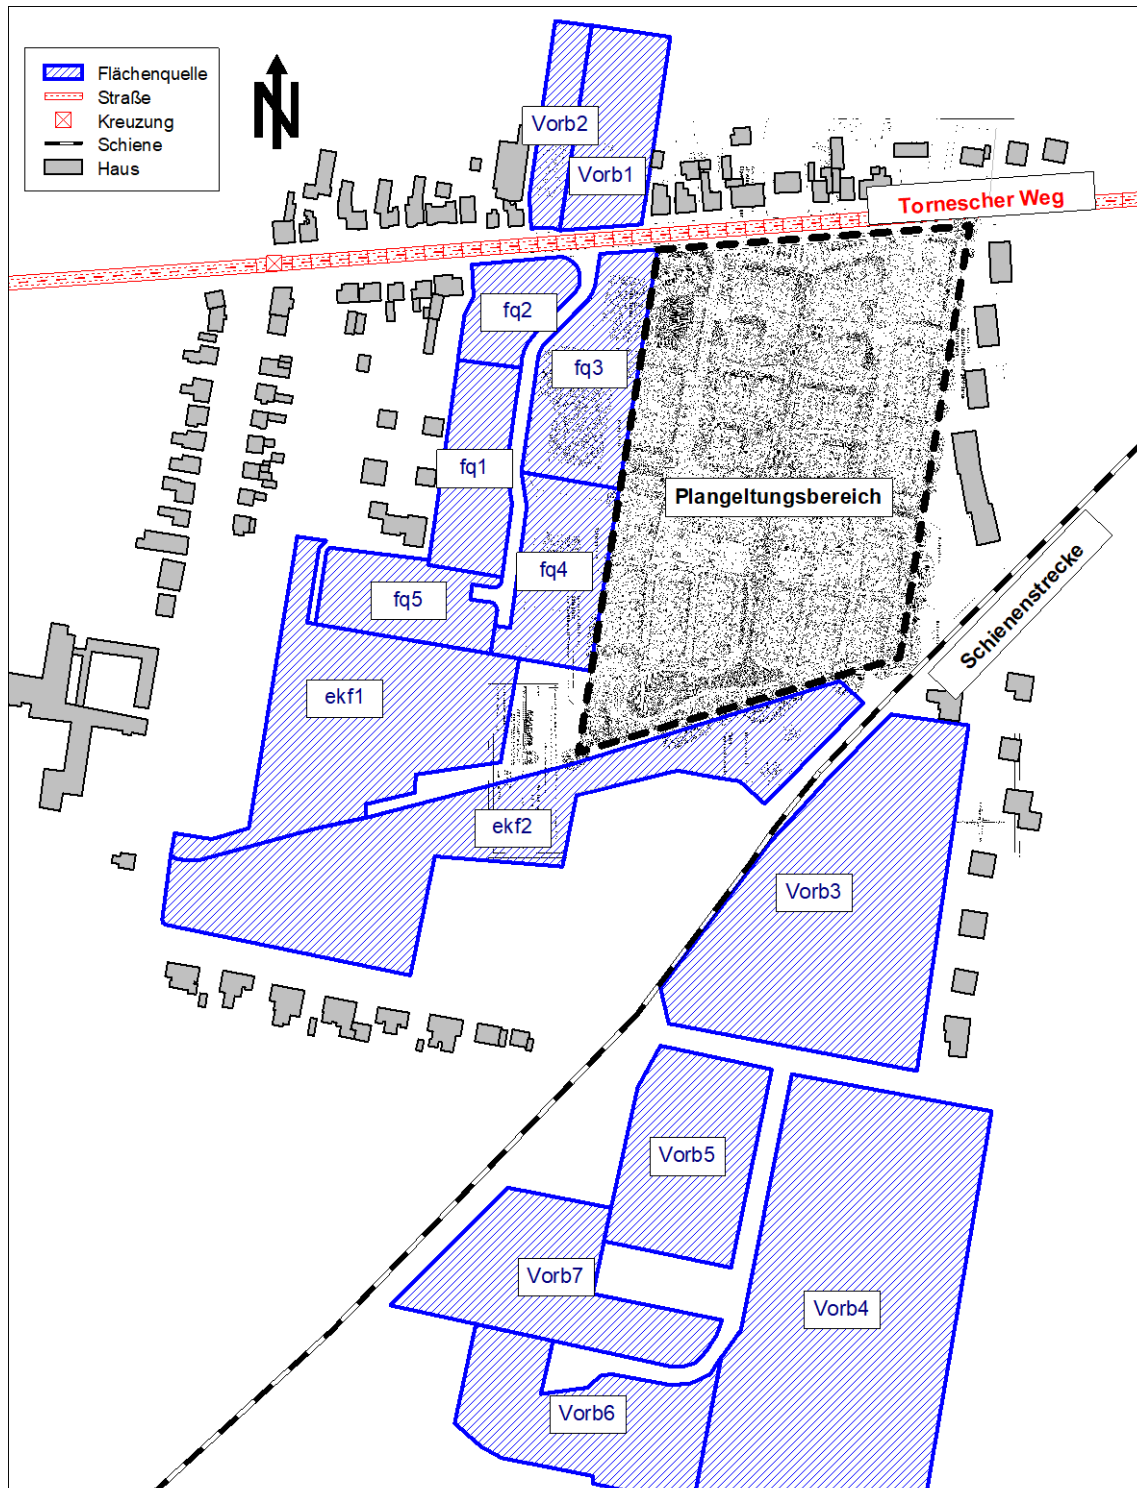 Flächenquelle
Straße
Kreuzung
Schiene
Haus
N
Vorb2
Vorb1
Tornescher Weg
fq2
fq3
fq1
Plangeltungsbereich
fq4
fq5
Schienenstrecke
ekf1
ekf2
Vorb3
Vorb5
Vorb7
Vorb4
Vorb6